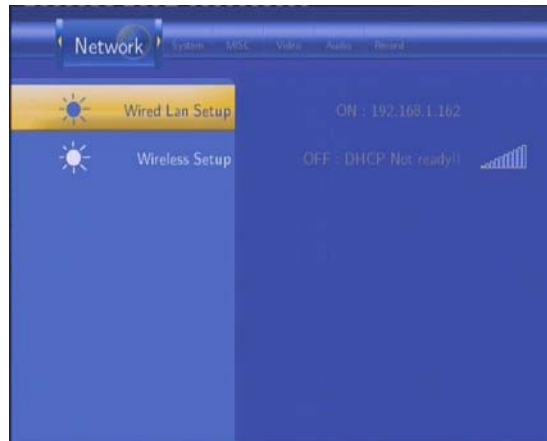 Network System MISC Video Audio Record
Wired Lan Setup ON : 192.168.1.162
Wireless Setup OFF : DHCP Not ready!!